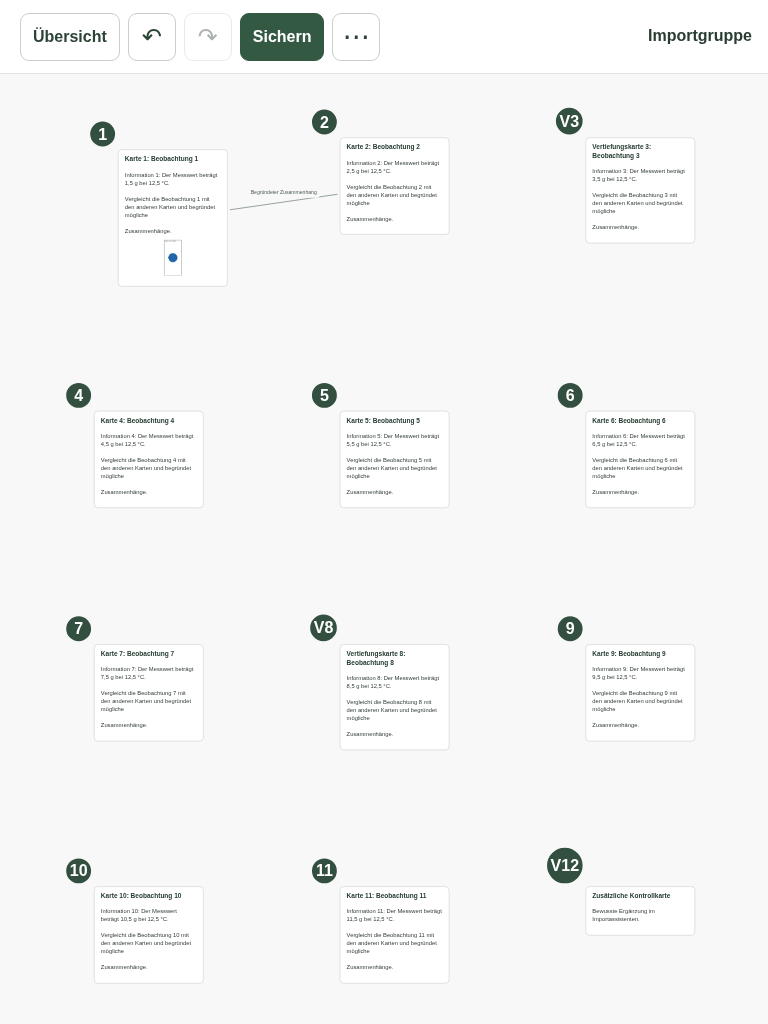 Übersicht
Sichern
...
Importgruppe
1
Karte 1: Beobachtung 1
Information 1: Der Messwert beträgt
1,5 g bei 12,5 °C.
Vergleicht die Beobachtung 1 mit
den anderen Karten und begründet
mögliche
Zusammenhänge.
Begründeter Zusammenhang
2
Karte 2: Beobachtung 2
Information 2: Der Messwert beträgt
2,5 g bei 12,5 °C.
Vergleicht die Beobachtung 2 mit
den anderen Karten und begründet
mögliche
Zusammenhänge.
V3
Vertiefungskarte 3:
Beobachtung 3
Information 3: Der Messwert beträgt
3,5 g bei 12,5 °C.
Vergleicht die Beobachtung 3 mit
den anderen Karten und begründet
mögliche
Zusammenhänge.
4
Karte 4: Beobachtung 4
Information 4: Der Messwert beträgt
4,5 g bei 12,5 °C.
Vergleicht die Beobachtung 4 mit
den anderen Karten und begründet
mögliche
Zusammenhänge.
5
Karte 5: Beobachtung 5
Information 5: Der Messwert beträgt
5,5 g bei 12,5 °C.
Vergleicht die Beobachtung 5 mit
den anderen Karten und begründet
mögliche
Zusammenhänge.
6
Karte 6: Beobachtung 6
Information 6: Der Messwert beträgt
6,5 g bei 12,5 °C.
Vergleicht die Beobachtung 6 mit
den anderen Karten und begründet
mögliche
Zusammenhänge.
7
Karte 7: Beobachtung 7
Information 7: Der Messwert beträgt
7,5 g bei 12,5 °C.
Vergleicht die Beobachtung 7 mit
den anderen Karten und begründet
mögliche
Zusammenhänge.
V8
Vertiefungskarte 8:
Beobachtung 8
Information 8: Der Messwert beträgt
8,5 g bei 12,5 °C.
Vergleicht die Beobachtung 8 mit
den anderen Karten und begründet
mögliche
Zusammenhänge.
9
Karte 9: Beobachtung 9
Information 9: Der Messwert beträgt
9,5 g bei 12,5 °C.
Vergleicht die Beobachtung 9 mit
den anderen Karten und begründet
mögliche
Zusammenhänge.
10
Karte 10: Beobachtung 10
Information 10: Der Messwert
beträgt 10,5 g bei 12,5 °C.
Vergleicht die Beobachtung 10 mit
den anderen Karten und begründet
mögliche
Zusammenhänge.
11
Karte 11: Beobachtung 11
Information 11: Der Messwert beträgt
11,5 g bei 12,5 °C.
Vergleicht die Beobachtung 11 mit
den anderen Karten und begründet
mögliche
Zusammenhänge.
V12
Zusätzliche Kontrollkarte
Bewusste Ergänzung im
Importassistenten.